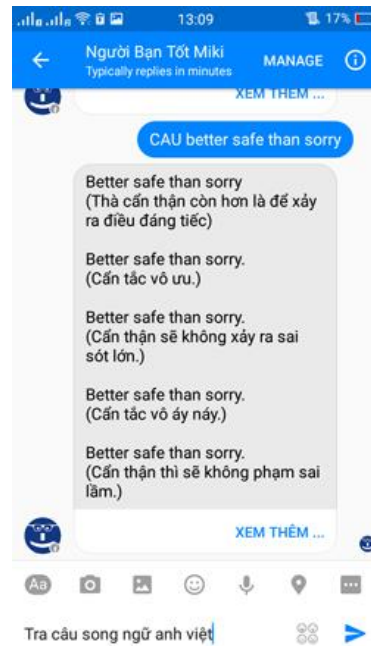 13:09
17%
Người Bạn Tốt Miki
Typically replies in minutes
MANAGE
XEM THÊM ...
CAU better safe than sorry
Better safe than sorry
(Thà cẩn thận còn hơn là để xảy
ra điều đáng tiếc)
Better safe than sorry.
(Cẩn tắc vô ưu.)
Better safe than sorry.
(Cẩn thận sẽ không xảy ra sai
sót lớn.)
Better safe than sorry.
(Cẩn tắc vô áy náy.)
Better safe than sorry.
(Cẩn thận thì sẽ không phạm sai
lầm.)
XEM THÊM ...
Aa
Tra câu song ngữ anh việt